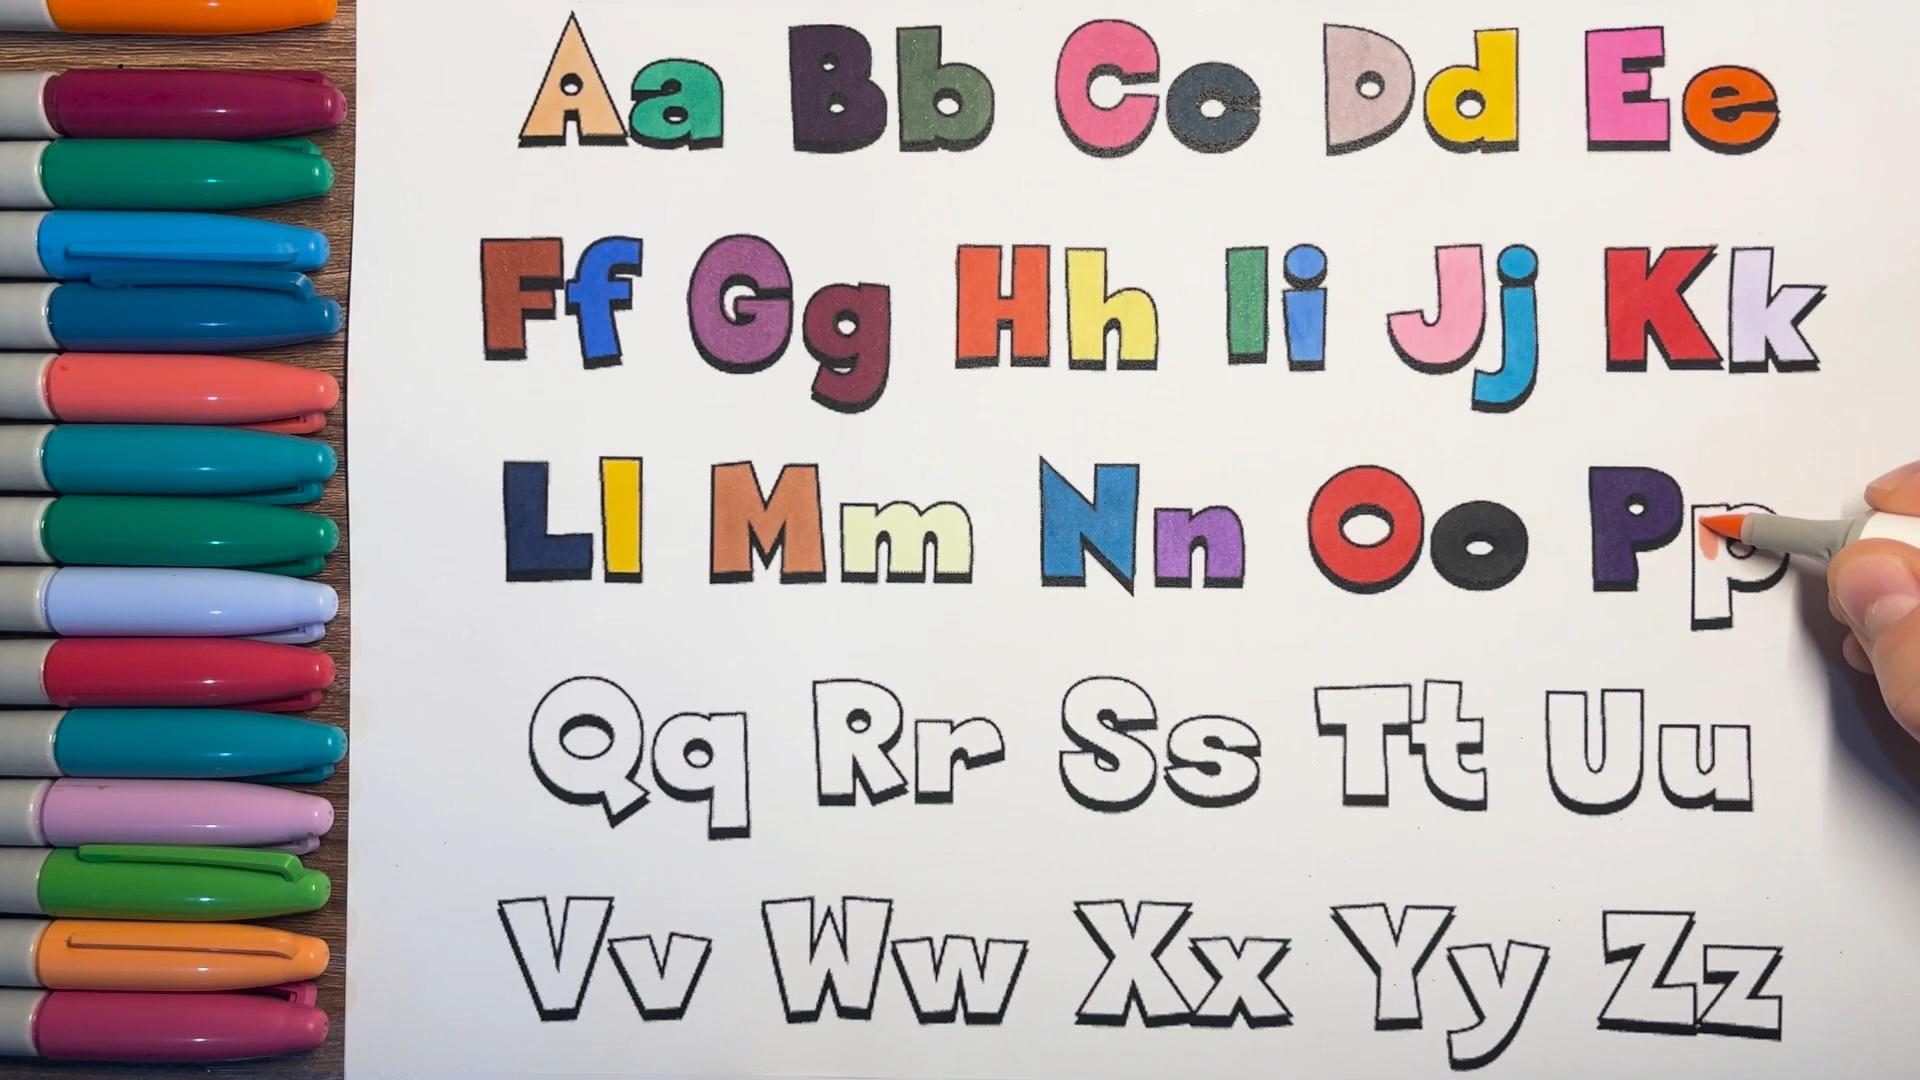 Aa Bb Cc Dd Ee
Ff Gg Hh Ii Jj Kk
Ll Mm Nn Oo Pp
Qq Rr Ss Tt Uu
Vv Ww Xx Yy Zz